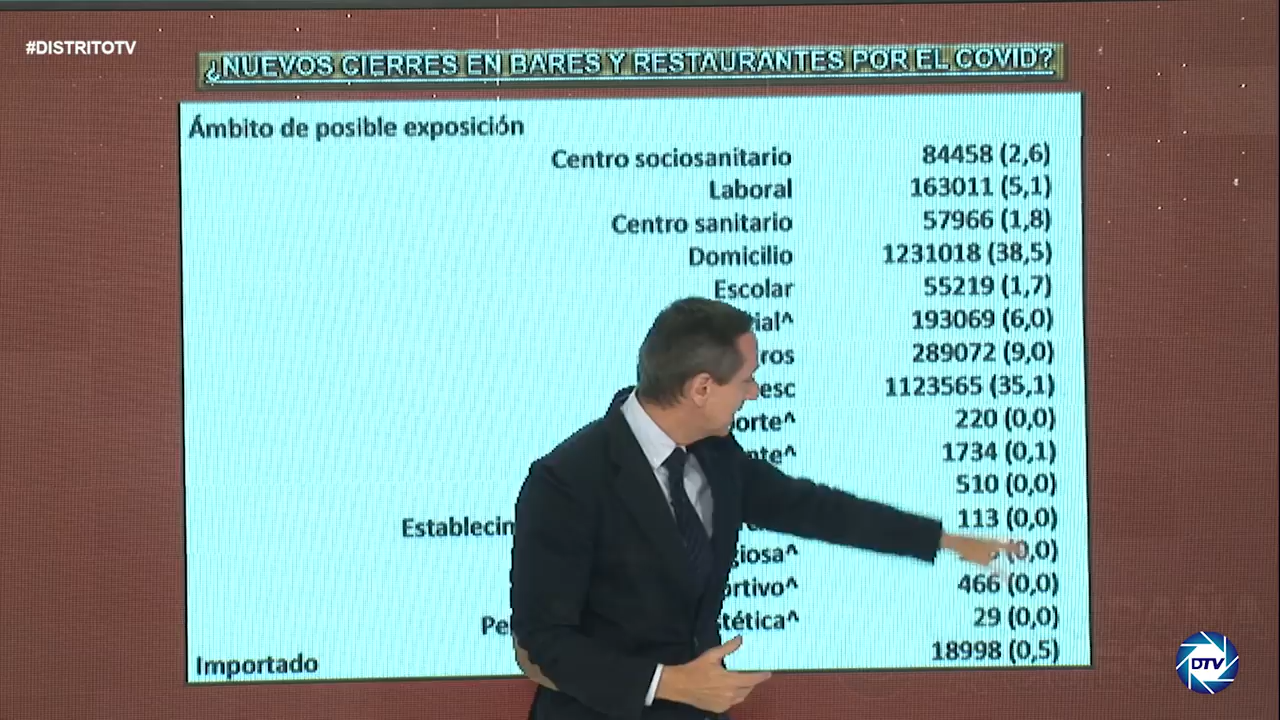 #DISTRITOTV
¿NUEVOS CIERRES EN BARES Y RESTAURANTES POR EL COVID?
Ámbito de posible exposición
Centro sociosanitario 84458 (2,6)
Laboral 163011 (5,1)
Centro sanitario 57966 (1,8)
Domicilio 1231018 (38,5)
Escolar 55219 (1,7)
193069 (6,0)
289072 (9,0)
1123565 (35,1)
220 (0,0)
1734 (0,1)
510 (0,0)
113 (0,0)
(0,0)
466 (0,0)
29 (0,0)
18998 (0,5)
Importado
DTV